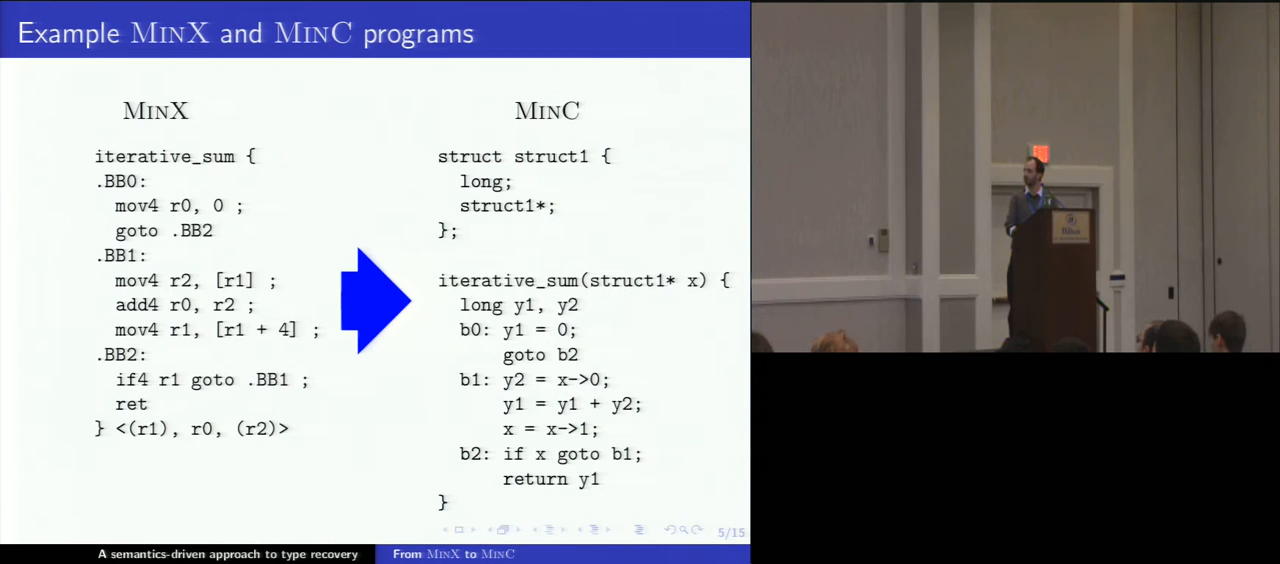 Example MinX and MinC programs
MinX
iterative_sum {
.BB0:
mov4 r0, 0 ;
goto .BB2
.BB1:
mov4 r2, [r1] ;
add4 r0, r2 ;
mov4 r1, [r1 + 4] ;
.BB2:
if4 r1 goto .BB1 ;
ret
} <(r1), r0, (r2)>
MinC
struct struct1 {
long;
struct1*;
};
iterative_sum(struct1* x) {
long y1, y2
b0: y1 = 0;
goto b2
b1: y2 = x->0;
y1 = y1 + y2;
x = x->1;
b2: if x goto b1;
return y1
}
5/15
A semantics-driven approach to type recovery
From MinX to MinC
Hilton